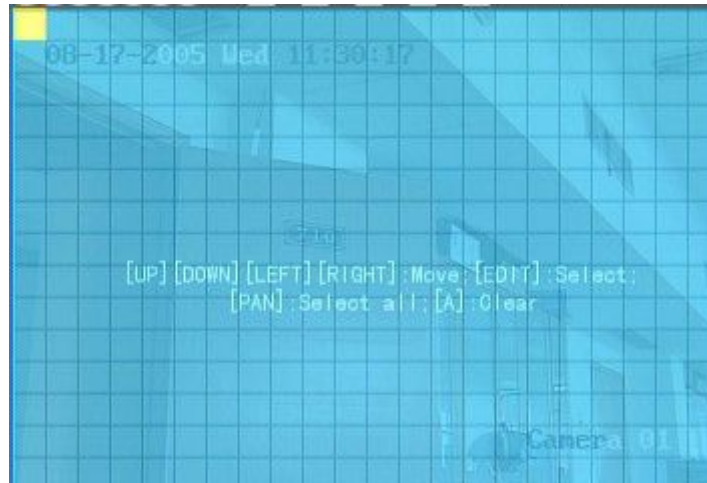 08-17-2005 Wed 11:30:17
[UP][DOWN][LEFT][RIGHT]:Move;[EDIT]:Select;
[PAN]:Select all;[A]:Clear
Camera 01